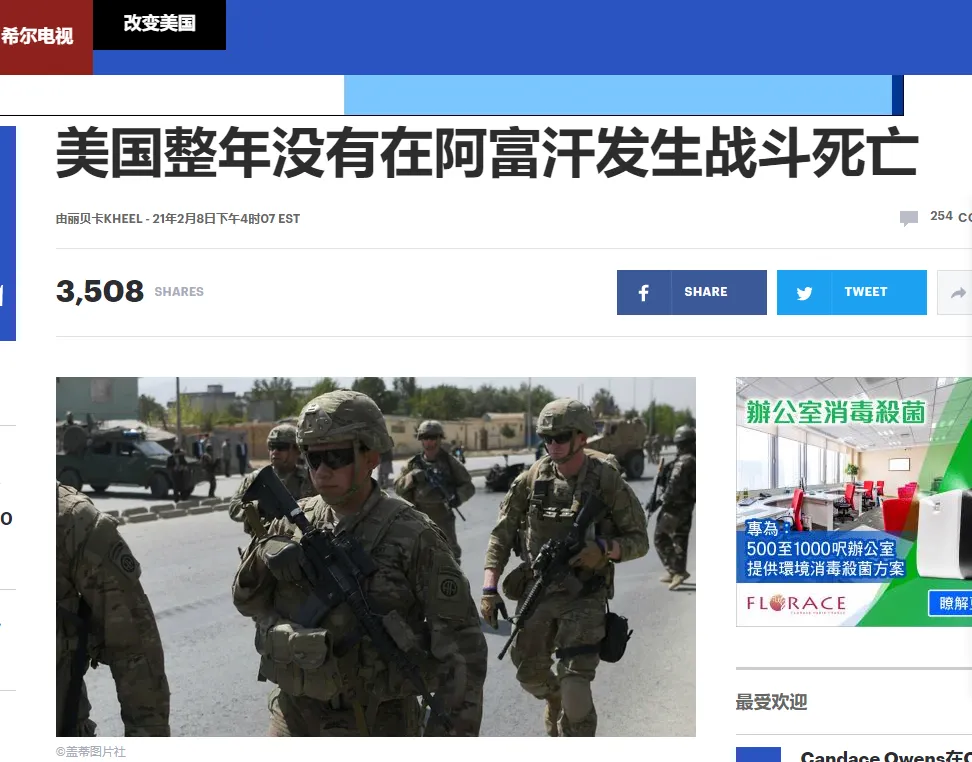 希尔电视
改变美国
美国整年没有在阿富汗发生战斗死亡
由丽贝卡KHEEL - 21年2月8日下午4时07 EST
254
3,508 SHARES
SHARE
TWEET
辦公室消毒殺菌
專為：
500至1000呎辦公室
提供環境消毒殺菌方案
FLORACE
瞭解
©盖蒂图片社
最受欢迎
Candace Owens在